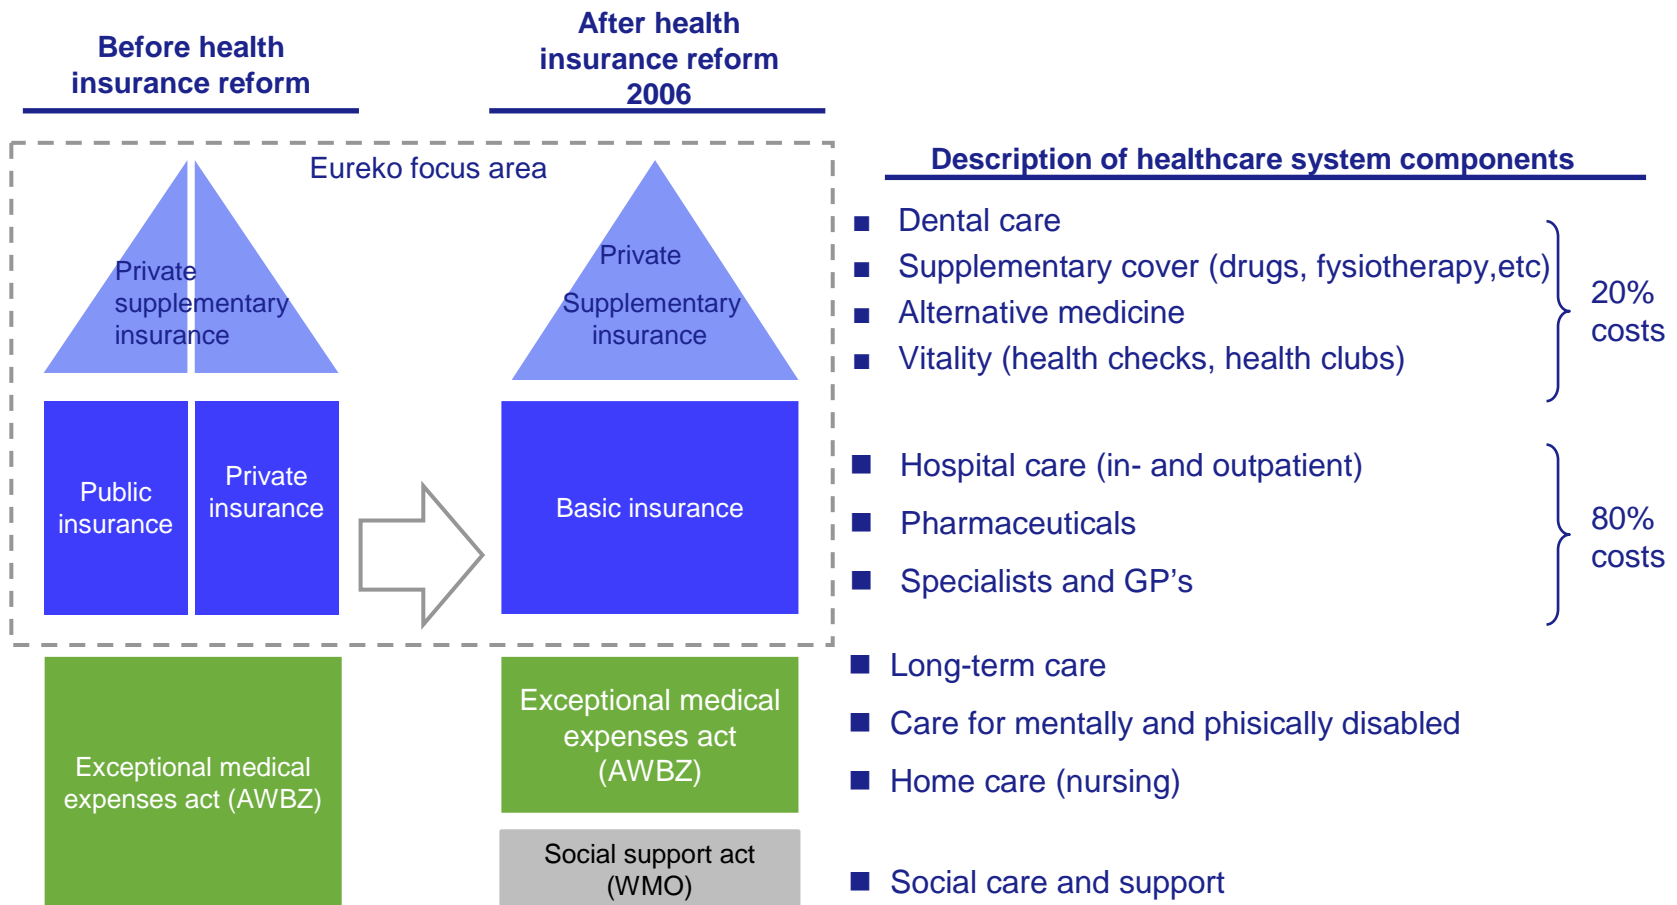 Before health
insurance reform
After health
insurance reform
2006
Eureko focus area
Private
supplementary
insurance
Private
Supplementary
insurance
Public
insurance
Private
insurance
Basic insurance
Exceptional medical
expenses act (AWBZ)
Exceptional medical
expenses act
(AWBZ)
Social support act
(WMO)
Description of healthcare system components
■ Dental care
■ Supplementary cover (drugs, fysiotherapy,etc)
■ Alternative medicine
■ Vitality (health checks, health clubs)
20%
costs
■ Hospital care (in- and outpatient)
■ Pharmaceuticals
■ Specialists and GP's
80%
costs
■ Long-term care
■ Care for mentally and phisically disabled
■ Home care (nursing)
■ Social care and support